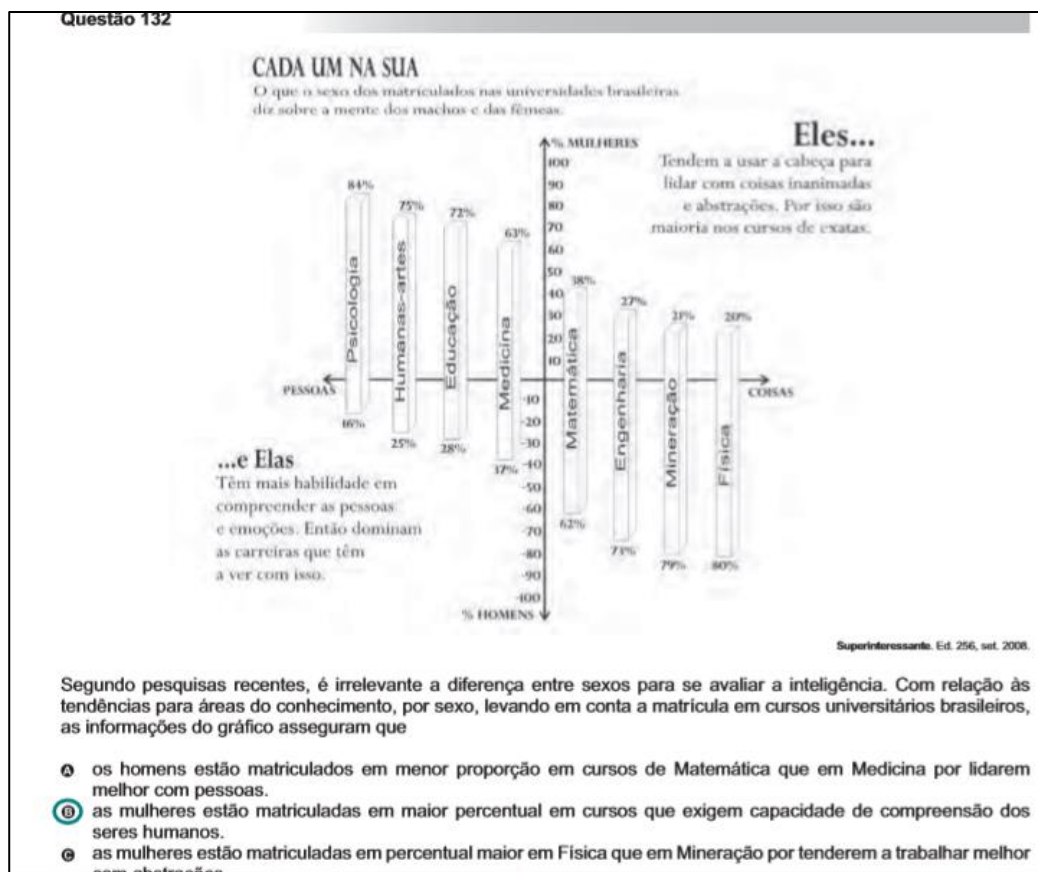 Questão 132
CADA UM NA SUA
O que o sexo dos matriculados nas universidades brasileiras
diz sobre a mente dos machos e das fêmeas.
% MULHERES
Eles...
Tendem a usar a cabeça para
lidar com coisas inanimadas
e abstrações. Por isso são
maioria nos cursos de exatas.
100
90
80
70
60
50
40
30
20
10
-10
-20
-30
-40
-50
-60
-70
-80
-90
-100
84%
75%
72%
63%
38%
27%
21%
20%
Psicologia
Humanas-artes
Educação
Medicina
Matemática
Engenharia
Mineração
Física
PESSOAS
COISAS
16%
25%
28%
37%
62%
79%
80%
...e Elas
Têm mais habilidade em
compreender as pessoas
e emoções. Então dominam
as carreiras que têm
a ver com isso.
% HOMENS
Superinteressante. Ed. 256, set. 2008.
Segundo pesquisas recentes, é irrelevante a diferença entre sexos para se avaliar a inteligência. Com relação às
tendências para áreas do conhecimento, por sexo, levando em conta a matrícula em cursos universitários brasileiros,
as informações do gráfico asseguram que
A os homens estão matriculados em menor proporção em cursos de Matemática que em Medicina por lidarem
melhor com pessoas.
B as mulheres estão matriculadas em maior percentual em cursos que exigem capacidade de compreensão dos
seres humanos.
C as mulheres estão matriculadas em percentual maior em Física que em Mineração por tenderem a trabalhar melhor